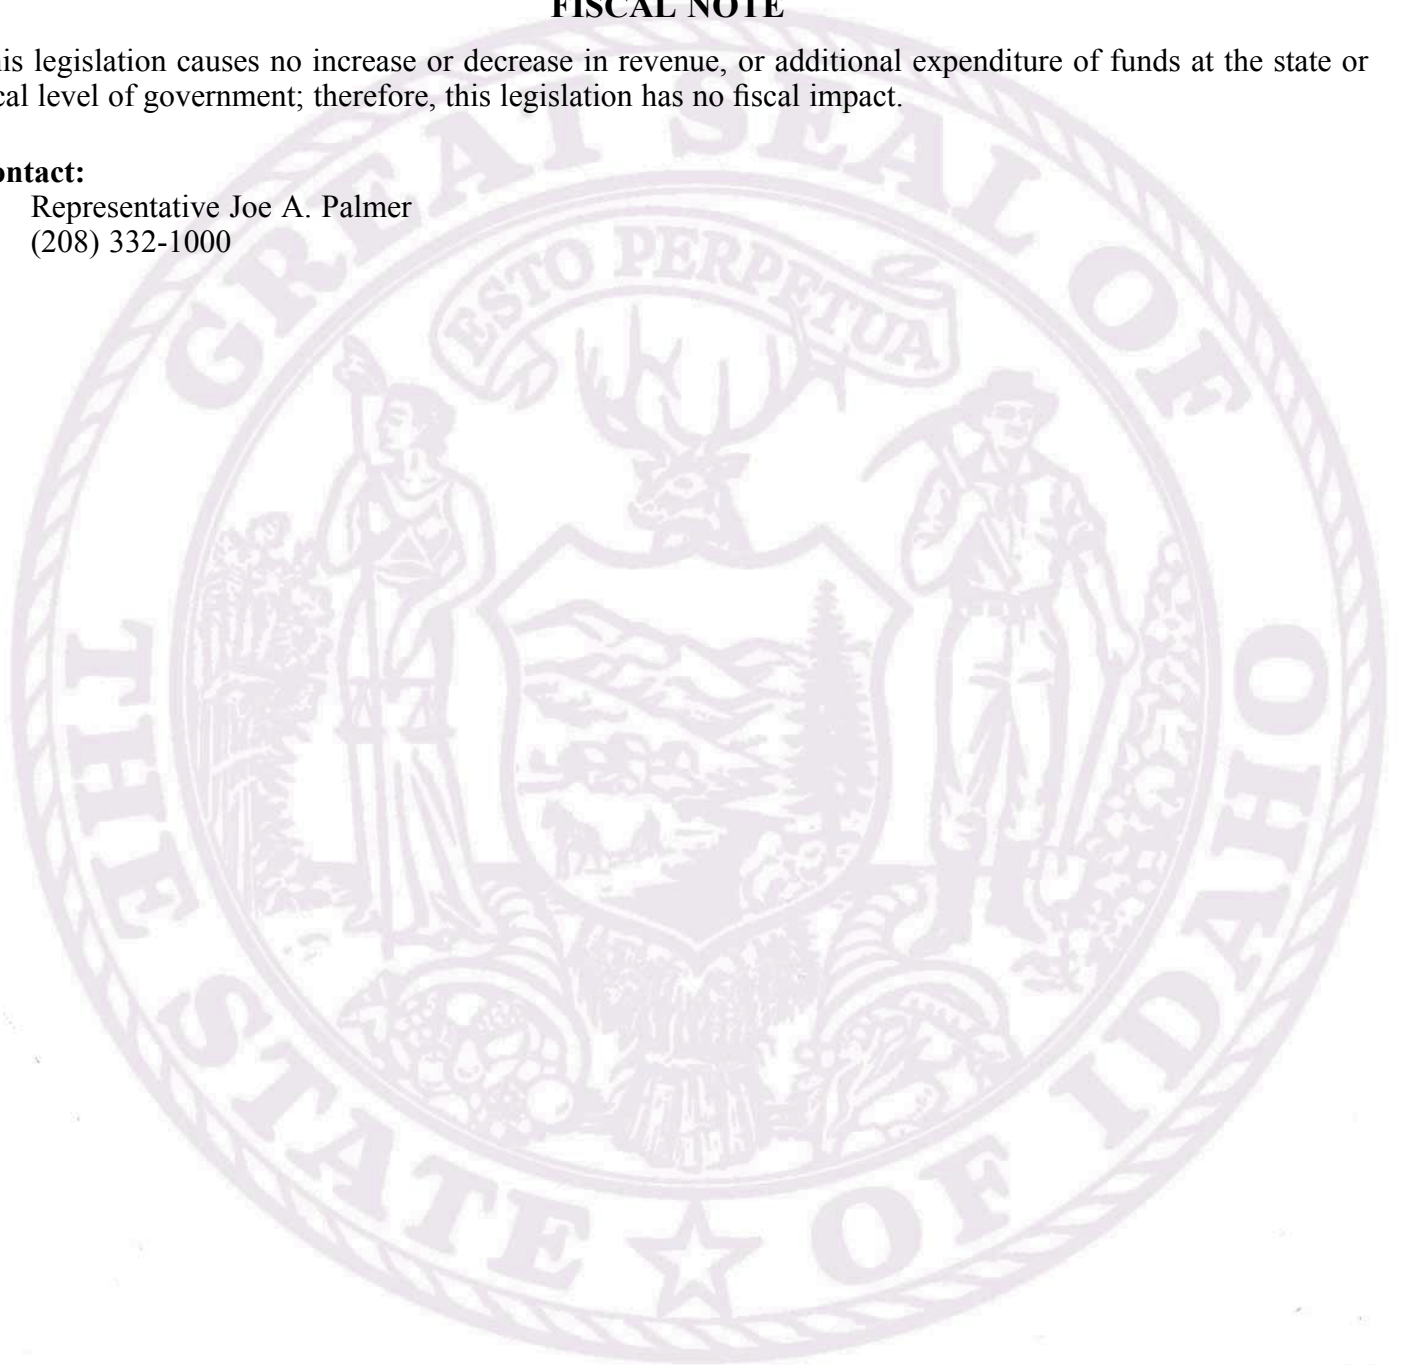 FISCAL NOTE
his legislation causes no increase or decrease in revenue, or additional expenditure of funds at the state or
cal level of government; therefore, this legislation has no fiscal impact.
ontact:
Representative Joe A. Palmer
(208) 332-1000
GREAT SEAL OF
THE STATE OF IDAHO
ESTO PERPETUA